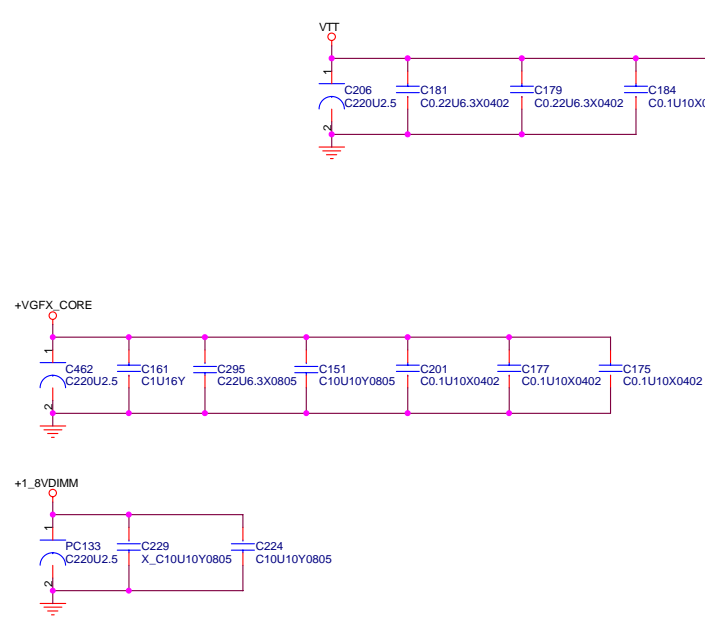 VTT
1
C206
C220U2.5
2
C181
C0.22U6.3X0402
C179
C0.22U6.3X0402
C184
C0.1U10X0
+VGFX_CORE
1
C462
C220U2.5
2
C161
C1U16Y
C295
C22U6.3X0805
C151
C10U10Y0805
C201
C0.1U10X0402
C177
C0.1U10X0402
C175
C0.1U10X0402
+1_8VDIMM
1
PC133
C220U2.5
2
C229
X_C10U10Y0805
C224
C10U10Y0805